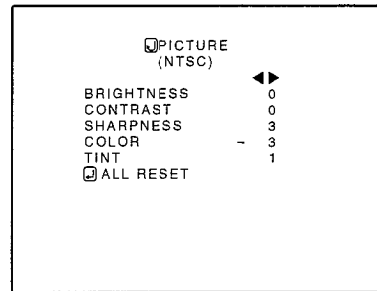 PICTURE
(NTSC)
BRIGHTNESS 0
CONTRAST 0
SHARPNESS 3
COLOR - 3
TINT 1
ALL RESET